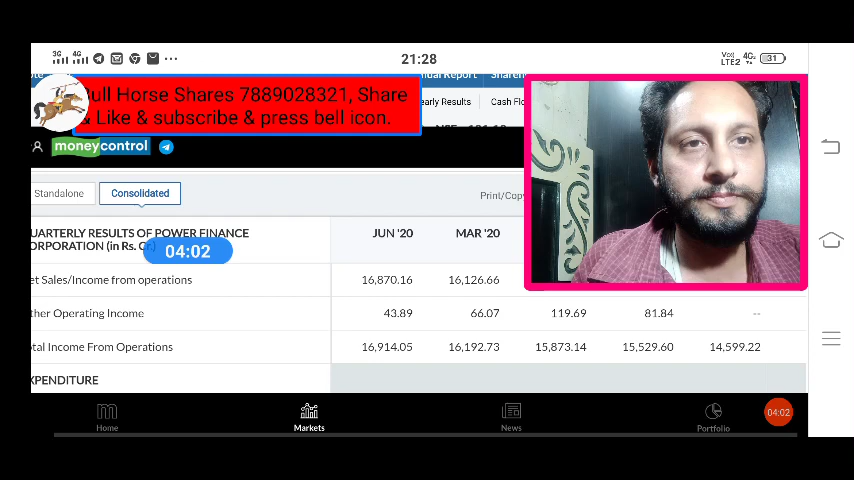 3G 4G ... 21:28 Vo)) LTE2 4G 31
Bull Horse Shares 7889028321, Share
& Like & subscribe & press bell icon.
nual Report Shareh
early Results Cash Flo
moneycontrol
Standalone Consolidated Print/Copy
UARTERLY RESULTS OF POWER FINANCE
ORPORATION (in Rs. Cr.) JUN '20 MAR '20
04:02
et Sales/Income from operations 16,870.16 16,126.66
ther Operating Income 43.89 66.07 119.69 81.84 --
otal Income From Operations 16,914.05 16,192.73 15,873.14 15,529.60 14,599.22
XPENDITURE
Home Markets News Portfolio 04:02